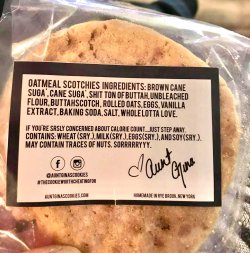 OATMEAL SCOTCHIES INGREDIENTS: BROWN CANE
SUGA', CANE SUGA', SHIT TON OF BUTTAH, UNBLEACHED
FLOUR, BUTTAHSCOTCH, ROLLED OATS, EGGS, VANILLA
EXTRACT, BAKING SODA, SALT, WHOLE LOTTA LOVE.
IF YOU'RE SRSLY CONCERNED ABOUT CALORIE COUNT...JUST STEP AWAY.
CONTAINS: WHEAT (SRY.), MILK (SRY.), EGGS (SRY.), AND SOY (SRY.).
MAY CONTAIN TRACES OF NUTS. SORRRRRYY.
Aunt Gina
@AUNTGINASCOOKIES
#THECOOKIEWORTHCHEATINGFOR
AUNTGINASCOOKIES.COM
HOMEMADE IN RYE BROOK, NEW YORK